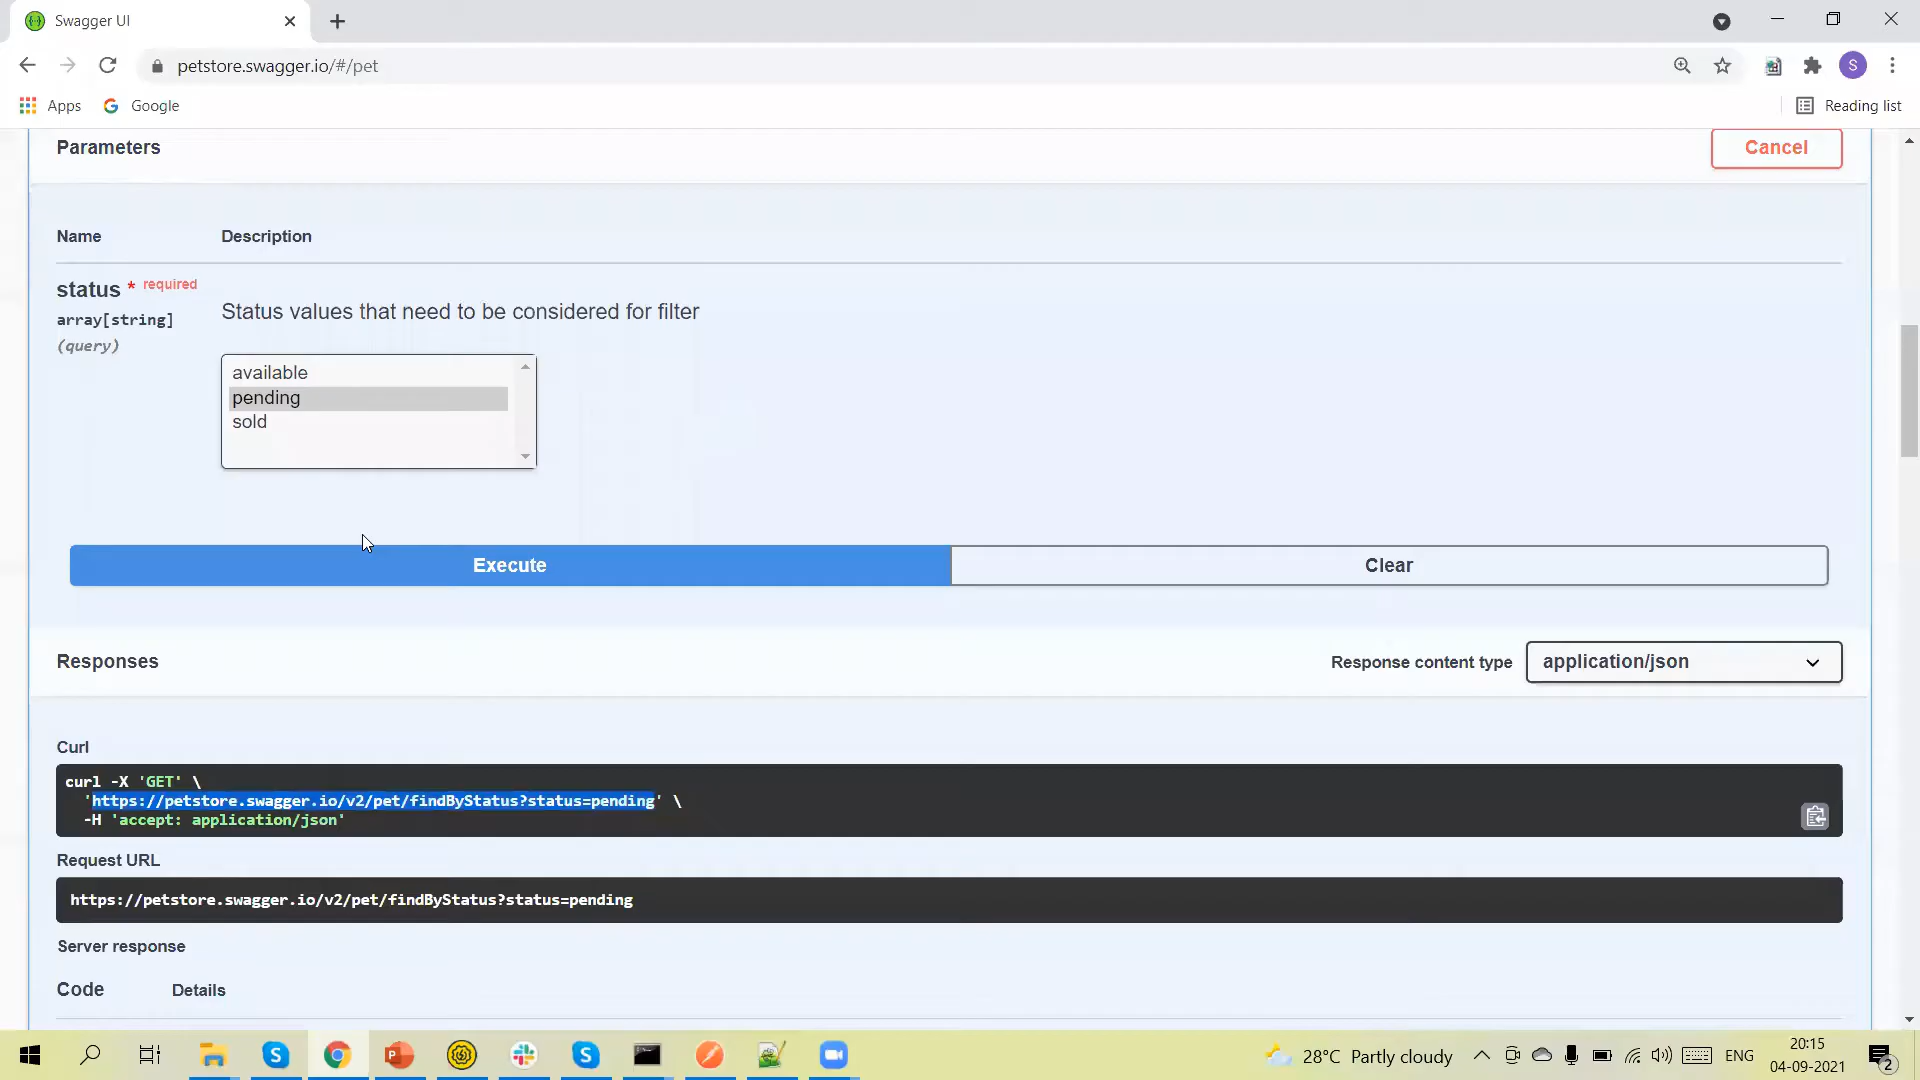 Swagger UI
petstore.swagger.io/#/pet
S
Apps
Google
Reading list
Parameters
Cancel
Name
Description
status * required
array[string]
(query)
Status values that need to be considered for filter
available
pending
sold
Execute
Clear
Responses
Response content type
application/json
Curl
curl -X 'GET' \
'https://petstore.swagger.io/v2/pet/findByStatus?status=pending' \
-H 'accept: application/json'
Request URL
https://petstore.swagger.io/v2/pet/findByStatus?status=pending
Server response
Code
Details
28°C Partly cloudy
ENG
20:15
04-09-2021
2